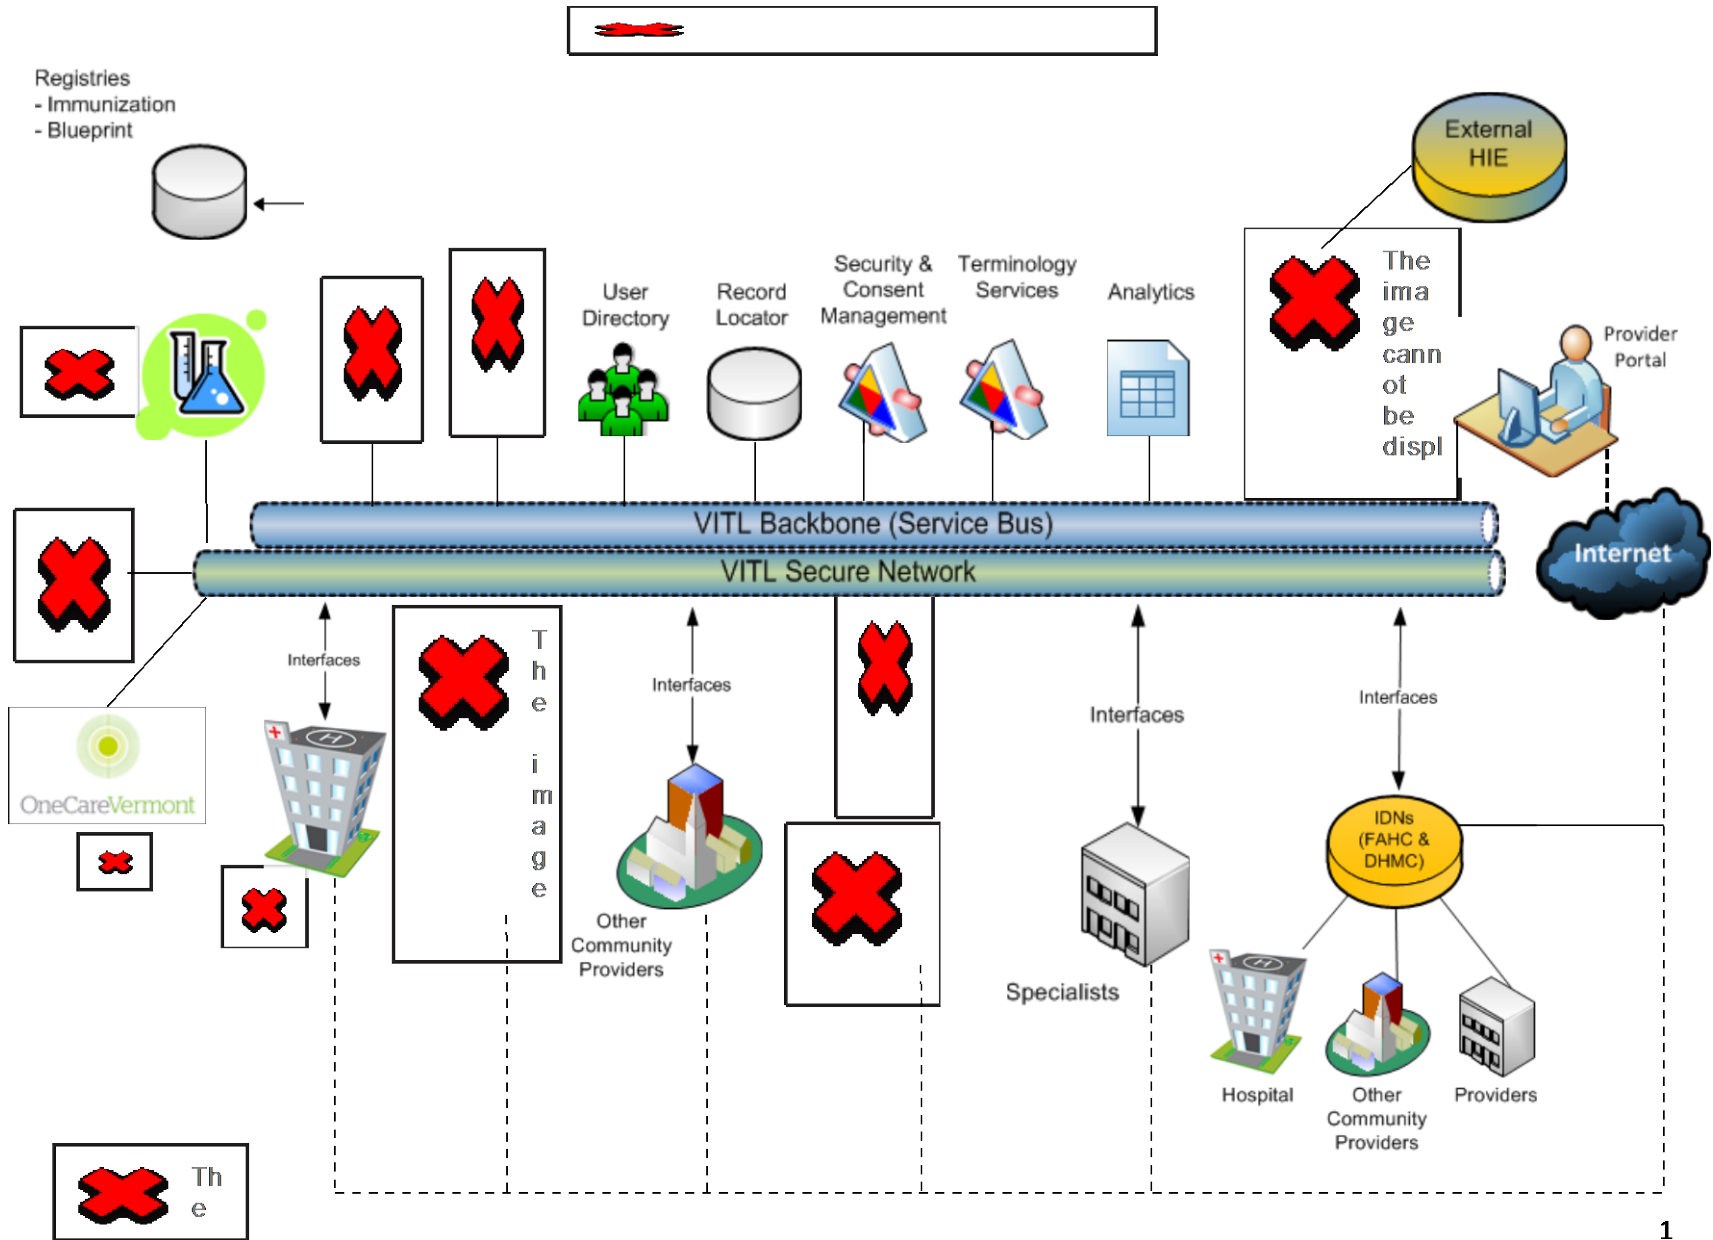 Registries
- Immunization
- Blueprint
External
HIE
User
Directory
Record
Locator
Security &
Consent
Management
Terminology
Services
Analytics
The
ima
ge
cann
ot
be
displ
Provider
Portal
VITL Backbone (Service Bus)
VITL Secure Network
Internet
Interfaces
T
h
e
i
m
a
g
e
Interfaces
Interfaces
Interfaces
OneCareVermont
IDNs
(FAHC &
DHMC)
Other
Community
Providers
Specialists
Hospital
Other
Community
Providers
Providers
Th
e
H
H
1